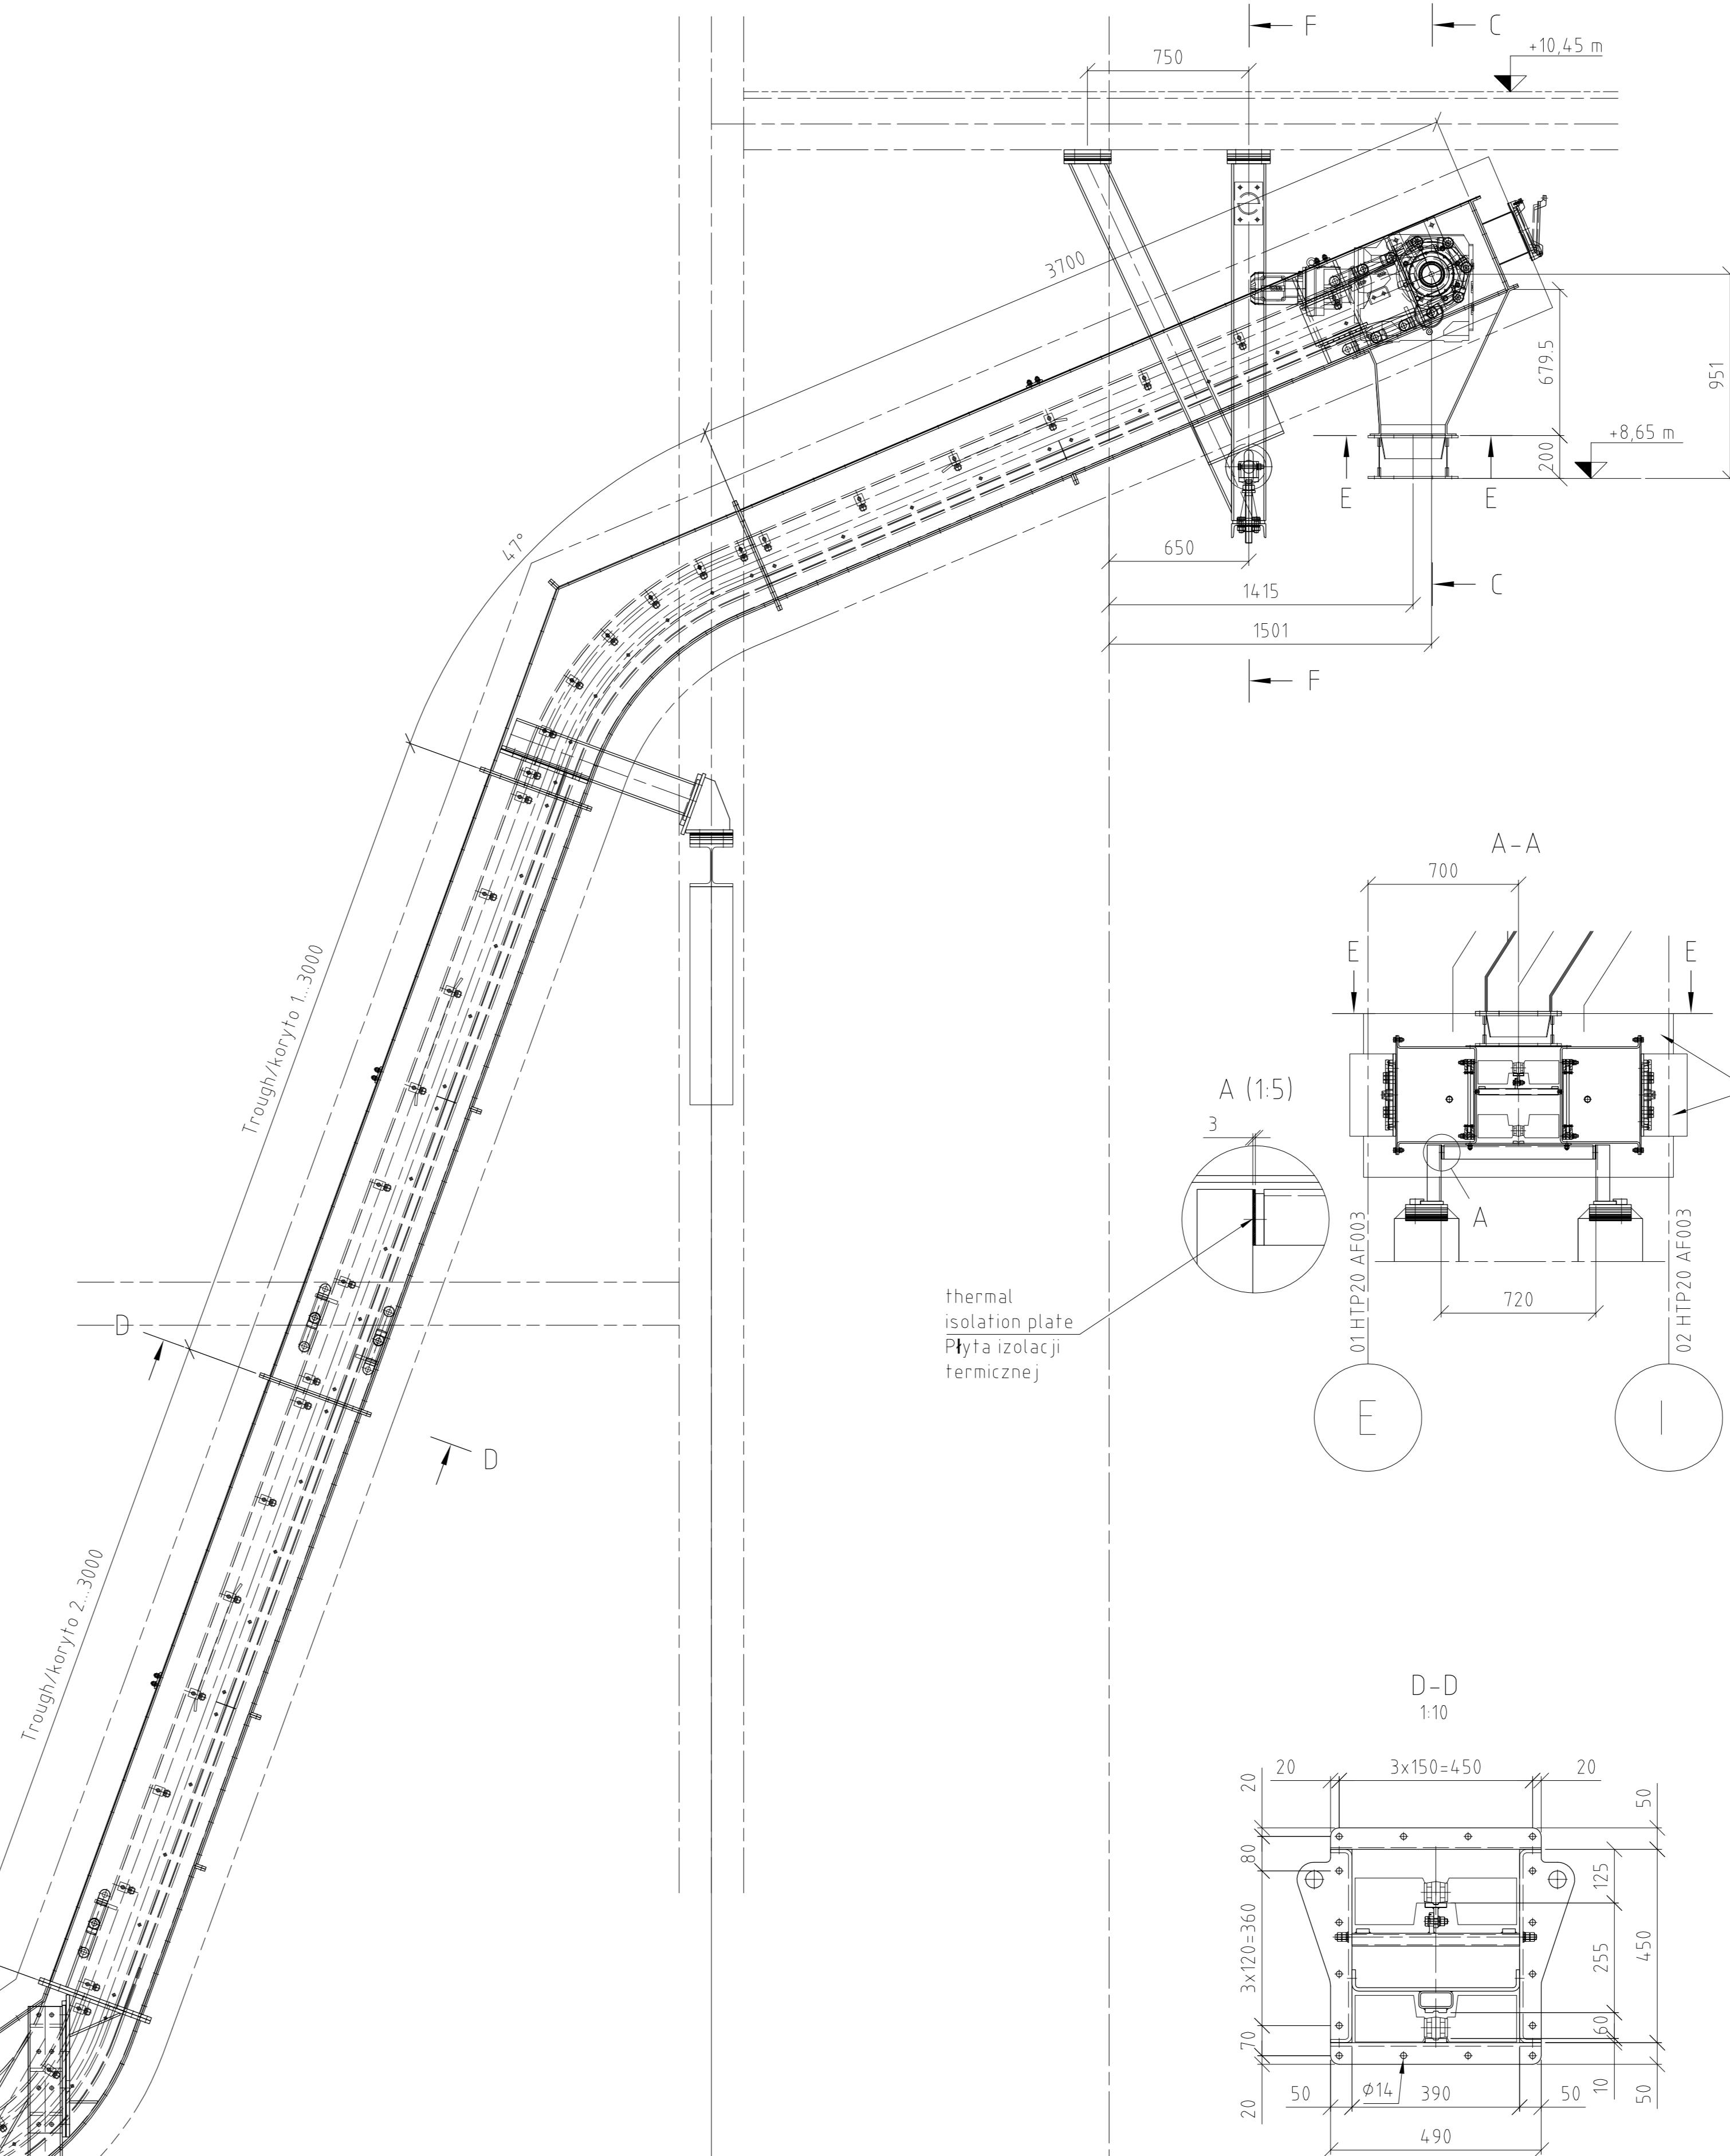 F
C
+10,45 m
750
3700
679.5
951
+8,65 m
200
E
E
650
C
1415
1501
F
47°
Trough/koryto 1...3000
A-A
700
E
E
A (1:5)
3
A
thermal
isolation plate
Płyta izolacji
termicznej
01 HTP20 AF003
720
02 HTP20 AF003
E
I
D
D
Trough/koryto 2...3000
D-D
1:10
20
3x150=450
20
20
50
80
125
3x120=360
255
450
70
60
50
Ø14
390
50
10
50
20
490